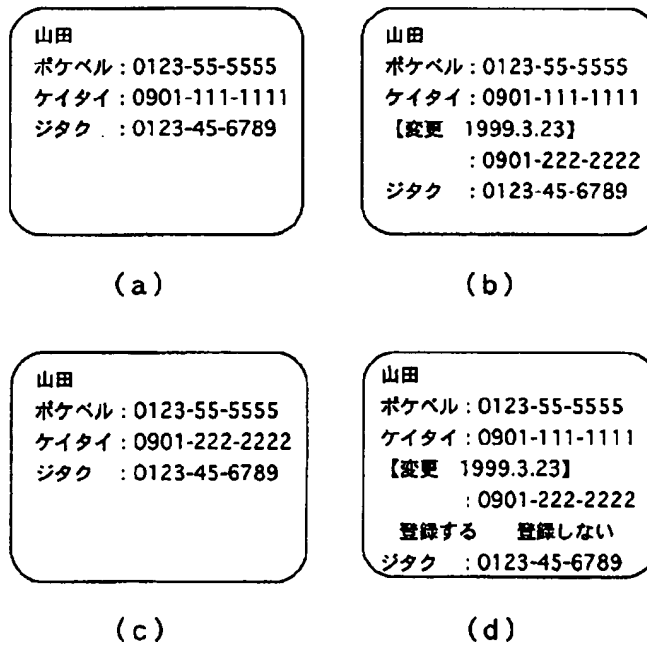 山田
ポケベル : 0123-55-5555
ケイタイ : 0901-111-1111
ジタク : 0123-45-6789
(a)
山田
ポケベル : 0123-55-5555
ケイタイ : 0901-111-1111
【変更 1999.3.23】
: 0901-222-2222
ジタク : 0123-45-6789
(b)
山田
ポケベル : 0123-55-5555
ケイタイ : 0901-222-2222
ジタク : 0123-45-6789
(c)
山田
ポケベル : 0123-55-5555
ケイタイ : 0901-111-1111
【変更 1999.3.23】
: 0901-222-2222
登録する 登録しない
ジタク : 0123-45-6789
(d)